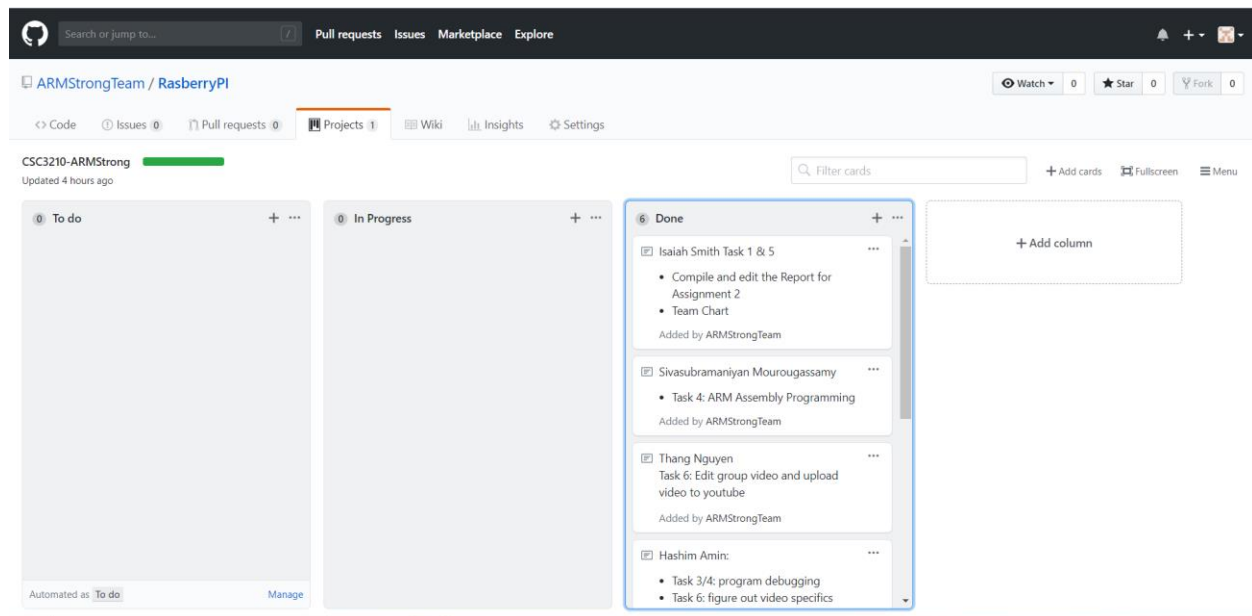 Search or jump to... / Pull requests Issues Marketplace Explore
ARMStrongTeam / RasberryPI Watch 0 Star 0 Fork 0
<> Code Issues 0 Pull requests 0 Projects 1 Wiki Insights Settings
CSC3210-ARMStrong
Updated 4 hours ago
Filter cards + Add cards Fullscreen Menu
0 To do + ...
0 In Progress + ...
6 Done + ...
Isaiah Smith Task 1 & 5 ...
• Compile and edit the Report for
Assignment 2
• Team Chart
Added by ARMStrongTeam
Sivasubramaniyan Mourougassamy ...
• Task 4: ARM Assembly Programming
Added by ARMStrongTeam
Thang Nguyen ...
Task 6: Edit group video and upload
video to youtube
Added by ARMStrongTeam
Hashim Amin: ...
• Task 3/4: program debugging
• Task 6: figure out video specifics
+ Add column
Automated as To do Manage